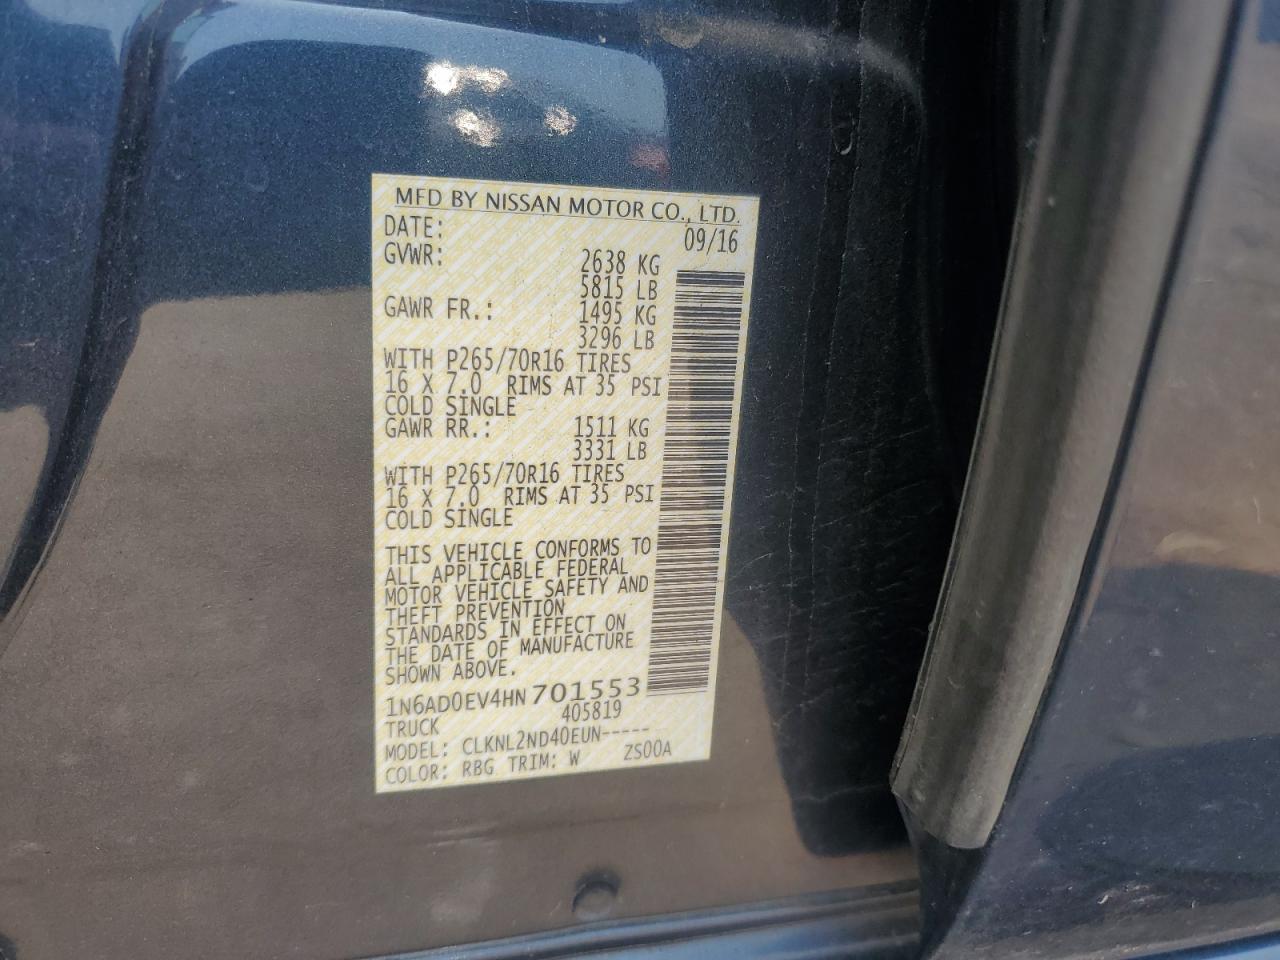 MFD BY NISSAN MOTOR CO., LTD.
DATE: 09/16
GVWR: 2638 KG
5815 LB
GAWR FR.: 1495 KG
3296 LB
WITH P265/70R16 TIRES
16 X 7.0 RIMS AT 35 PSI
COLD SINGLE
GAWR RR.: 1511 KG
3331 LB
WITH P265/70R16 TIRES
16 X 7.0 RIMS AT 35 PSI
COLD SINGLE
THIS VEHICLE CONFORMS TO
ALL APPLICABLE FEDERAL
MOTOR VEHICLE SAFETY AND
THEFT PREVENTION
STANDARDS IN EFFECT ON
THE DATE OF MANUFACTURE
SHOWN ABOVE.
1N6AD0EV4HN701553
TRUCK 405819
MODEL: CLKNL2ND40EUN-----
COLOR: RBG TRIM: W ZS00A